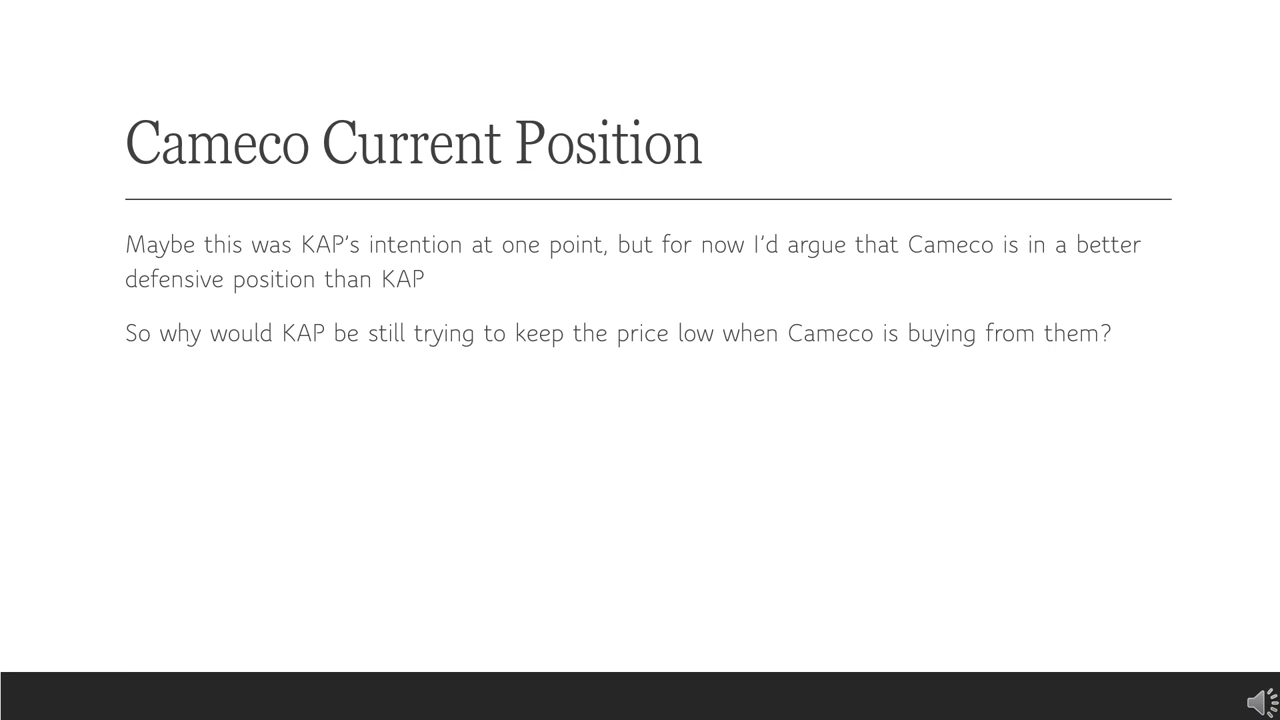 Cameco Current Position
Maybe this was KAP’s intention at one point, but for now I’d argue that Cameco is in a better
defensive position than KAP
So why would KAP be still trying to keep the price low when Cameco is buying from them?